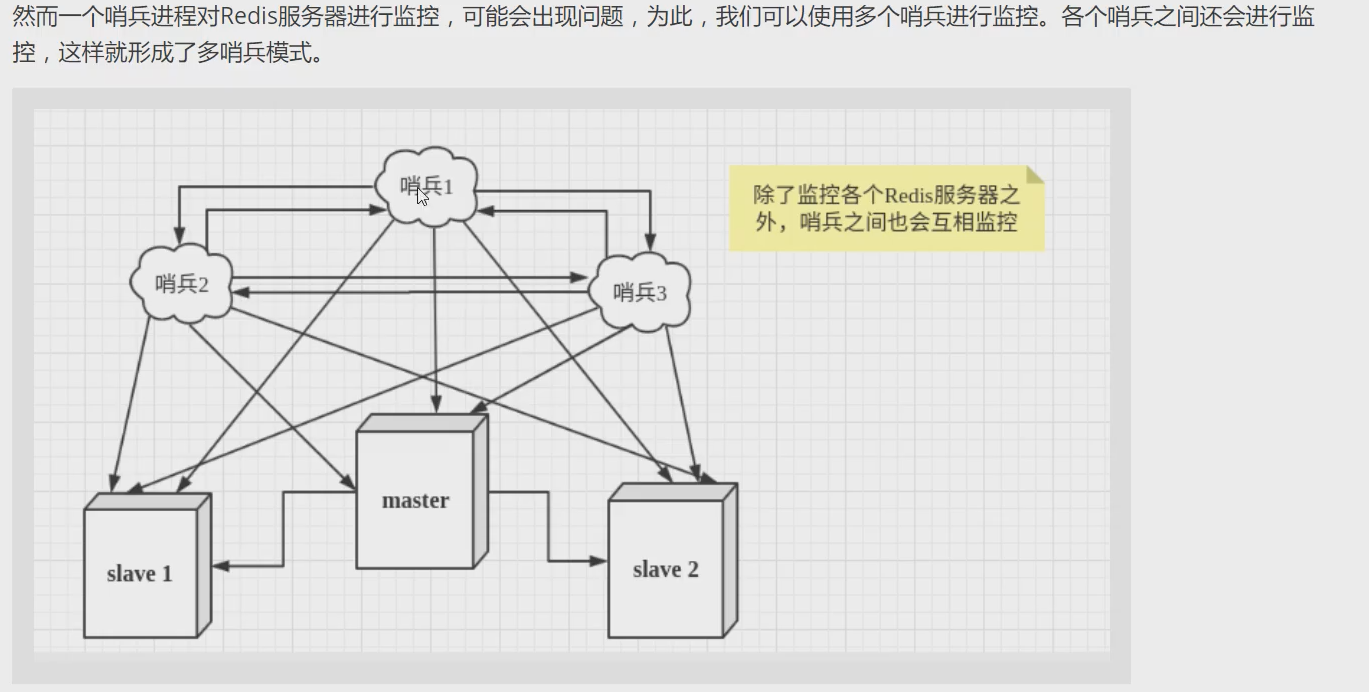 然而一个哨兵进程对Redis服务器进行监控，可能会出现问题，为此，我们可以使用多个哨兵进行监控。各个哨兵之间还会进行监
控，这样就形成了多哨兵模式。
哨兵1
除了监控各个Redis服务器之
外，哨兵之间也会互相监控
哨兵2
哨兵3
master
slave 1
slave 2